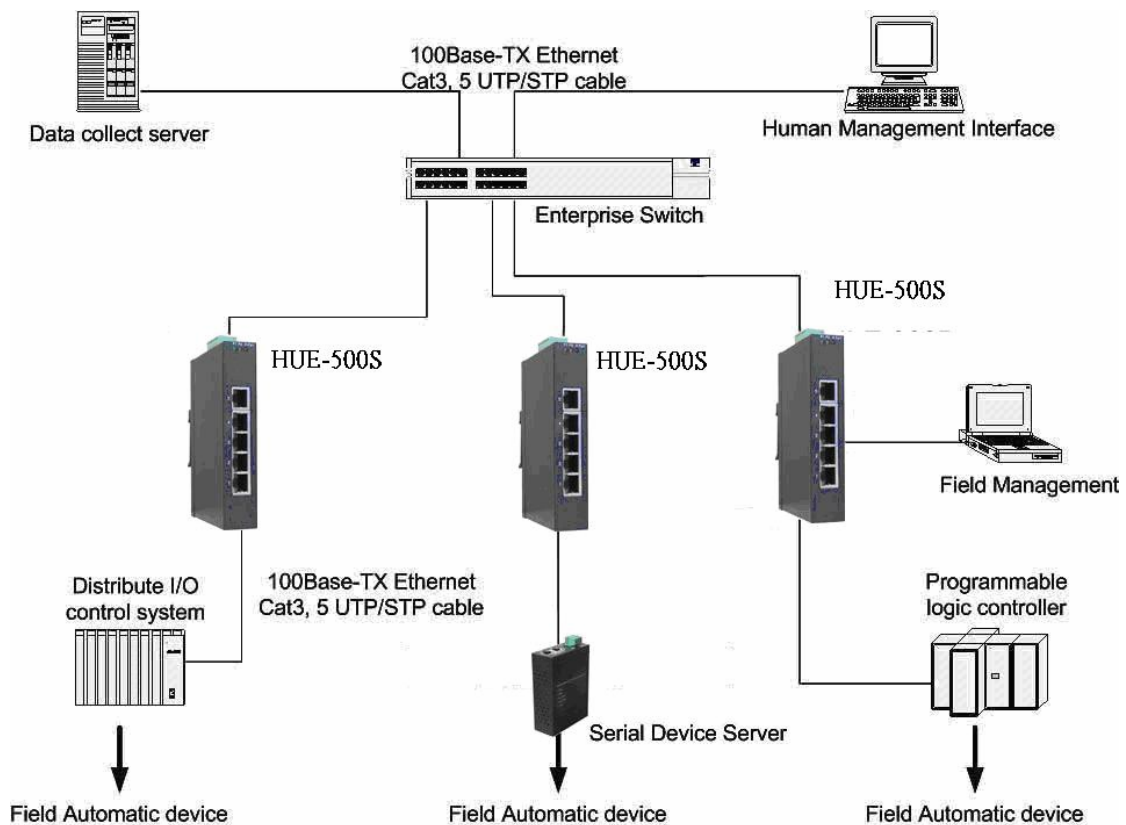 100Base-TX Ethernet
Cat3, 5 UTP/STP cable
Data collect server
Human Management Interface
Enterprise Switch
HUE-500S
HUE-500S
HUE-500S
Field Management
Distribute I/O
control system
100Base-TX Ethernet
Cat3, 5 UTP/STP cable
Programmable
logic controller
Serial Device Server
Field Automatic device
Field Automatic device
Field Automatic device